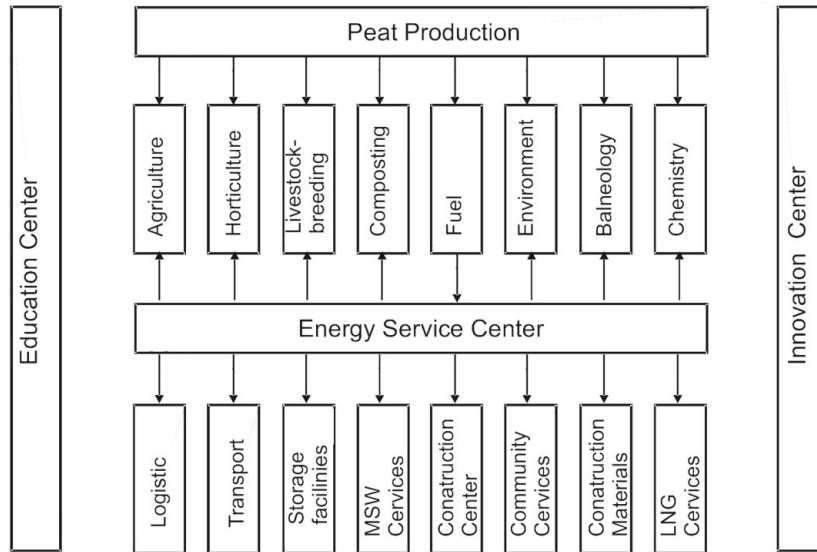 Peat Production
Education Center
Agriculture
Horticulture
Livestock-
breeding
Composting
Fuel
Environment
Balneology
Chemistry
Innovation Center
Energy Service Center
Logistic
Transport
Storage
facilinies
MSW
Cervices
Conatruction
Center
Community
Cervices
Conatruction
Materials
LNG
Cervices